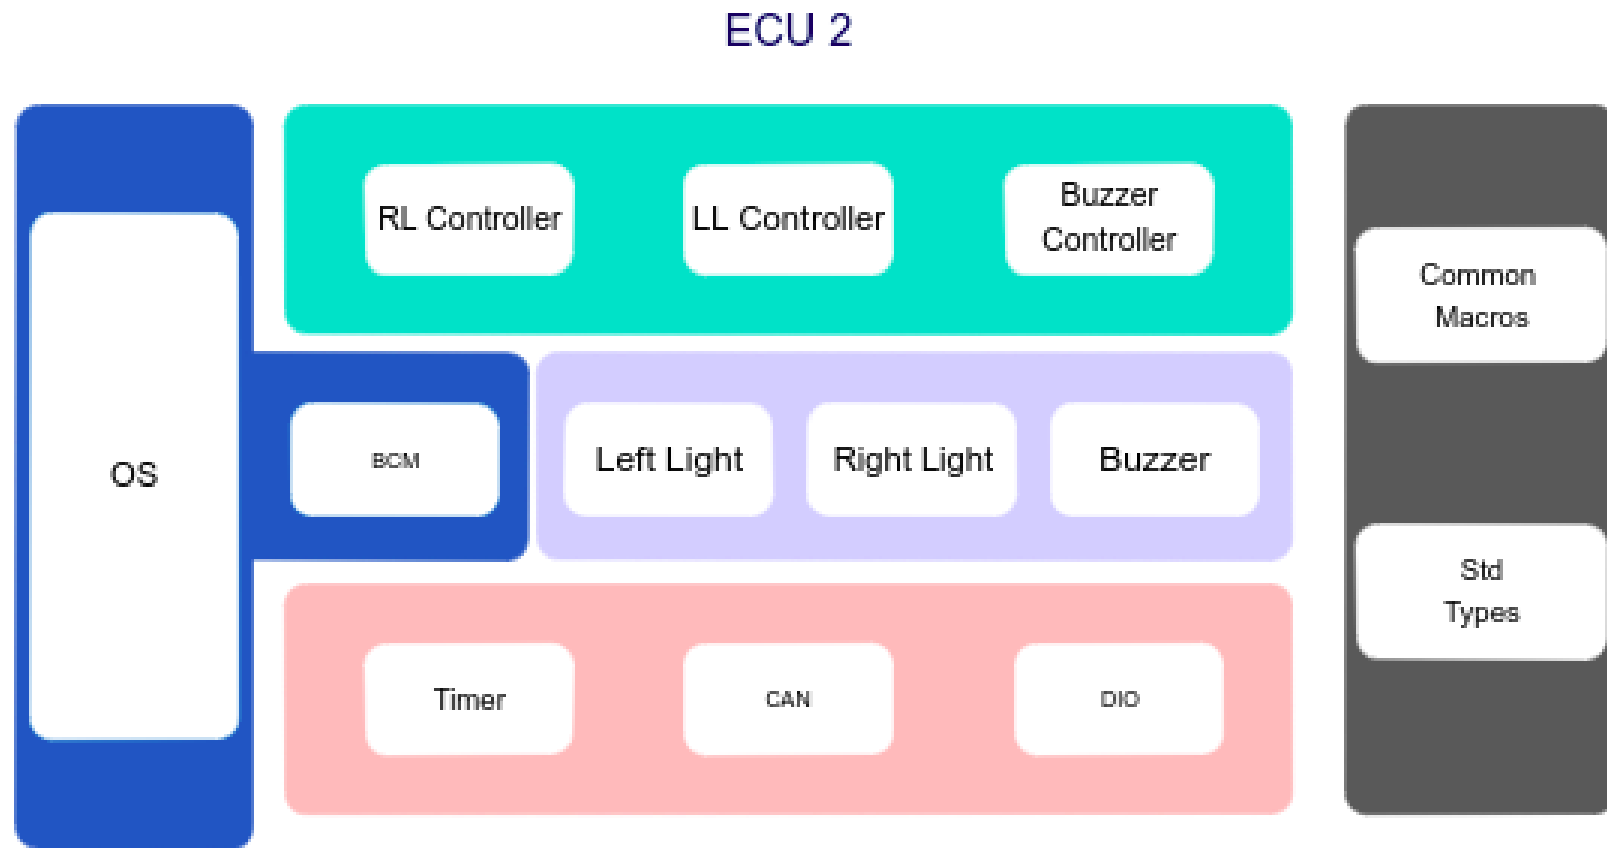 ECU 2
OS
RL Controller
LL Controller
Buzzer
Controller
BCM
Left Light
Right Light
Buzzer
Timer
CAN
DIO
Common
Macros
Std
Types